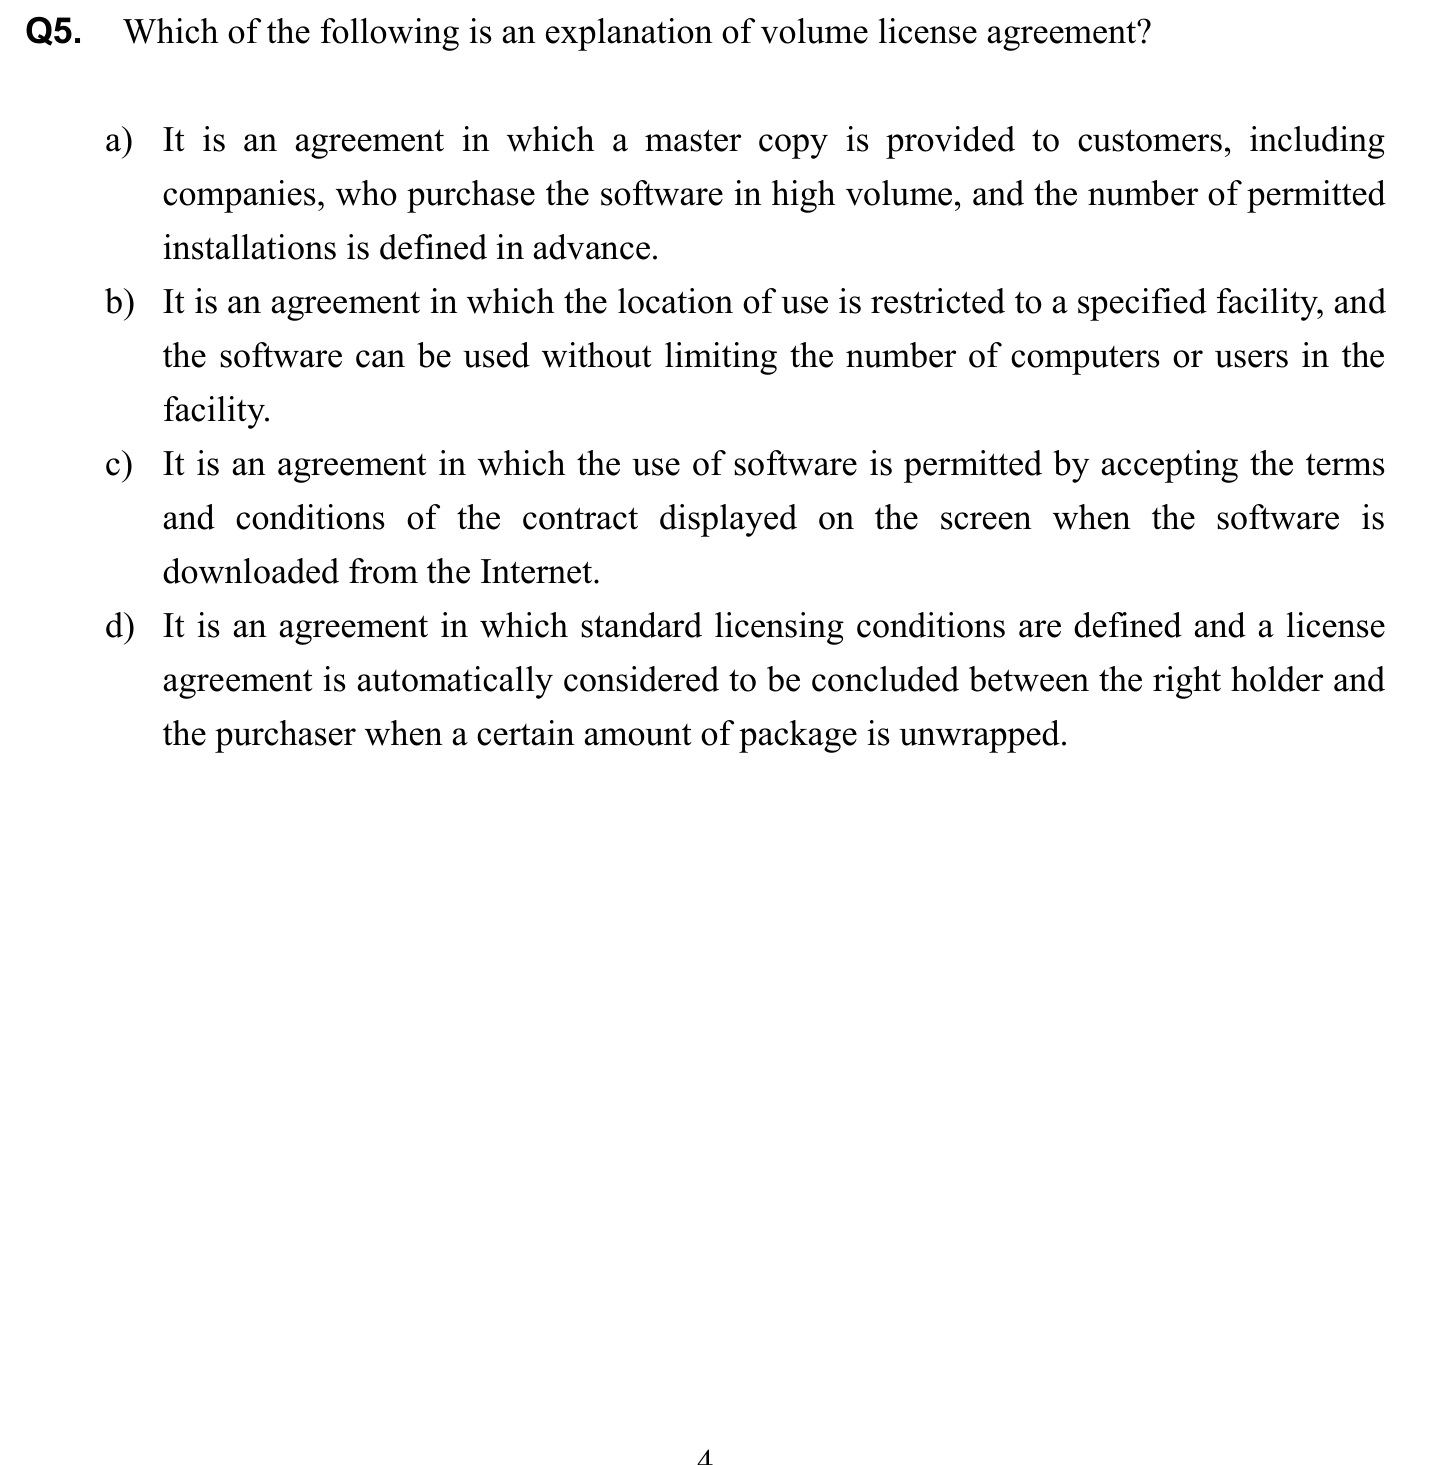 Q5. Which of the following is an explanation of volume license agreement?
a) It is an agreement in which a master copy is provided to customers, including
companies, who purchase the software in high volume, and the number of permitted
installations is defined in advance.
b) It is an agreement in which the location of use is restricted to a specified facility, and
the software can be used without limiting the number of computers or users in the
facility.
c) It is an agreement in which the use of software is permitted by accepting the terms
and conditions of the contract displayed on the screen when the software is
downloaded from the Internet.
d) It is an agreement in which standard licensing conditions are defined and a license
agreement is automatically considered to be concluded between the right holder and
the purchaser when a certain amount of package is unwrapped.
4